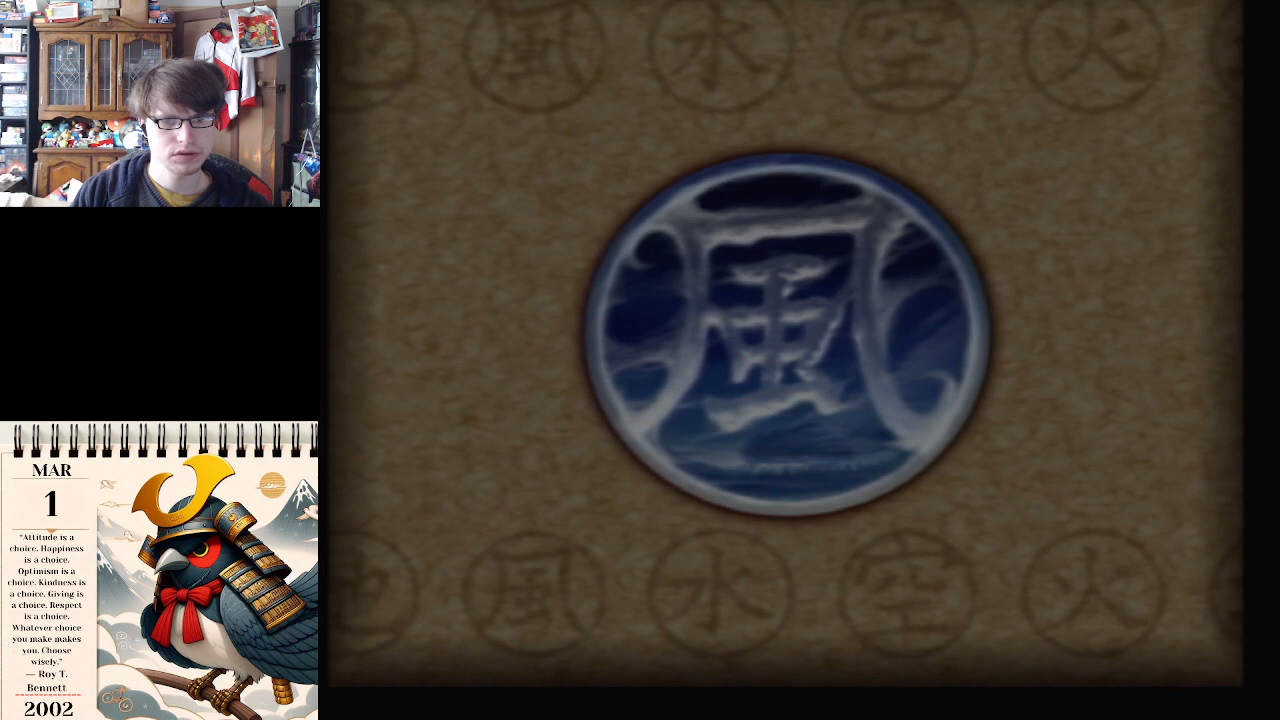 風 水 空 火
風
MAR
1
"Attitude is a
choice. Happiness
is a choice.
Optimism is a
choice. Kindness is
a choice. Giving is
a choice. Respect
is a choice.
Whatever choice
you make makes
you. Choose
wisely."
— Roy T.
Bennett
2002
風 水 空 火